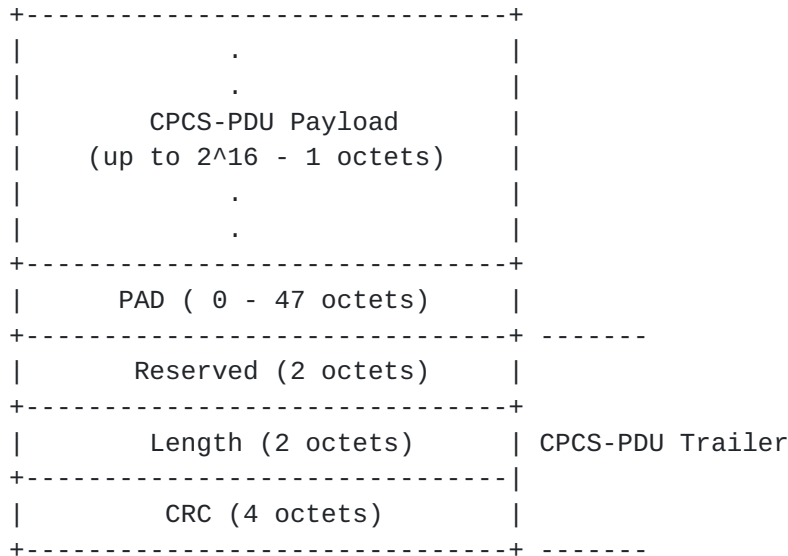 +-------------------------------+
|             .                 |
|             .                 |
|        CPCS-PDU Payload       |
|    (up to 2^16 - 1 octets)    |
|             .                 |
|             .                 |
+-------------------------------+
|      PAD ( 0 - 47 octets)     |
+-------------------------------+ -------
|       Reserved (2 octets)     |
+-------------------------------+
|        Length (2 octets)      | CPCS-PDU Trailer
+-------------------------------|
|         CRC (4 octets)        |
+-------------------------------+ -------